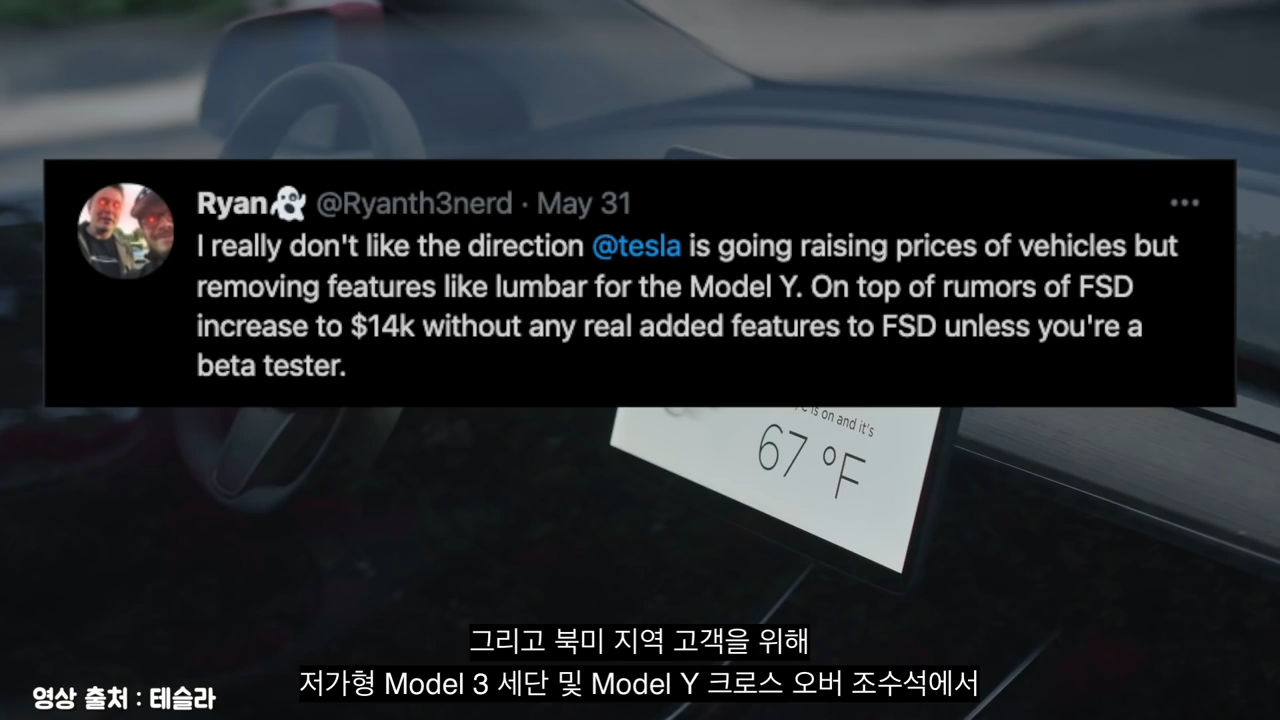 Ryan👻 @Ryanth3nerd · May 31
I really don't like the direction @tesla is going raising prices of vehicles but
removing features like lumbar for the Model Y. On top of rumors of FSD
increase to $14k without any real added features to FSD unless you're a
beta tester.
is on and it's
67 °F
그리고 북미 지역 고객을 위해
저가형 Model 3 세단 및 Model Y 크로스 오버 조수석에서
영상 출처 : 테슬라